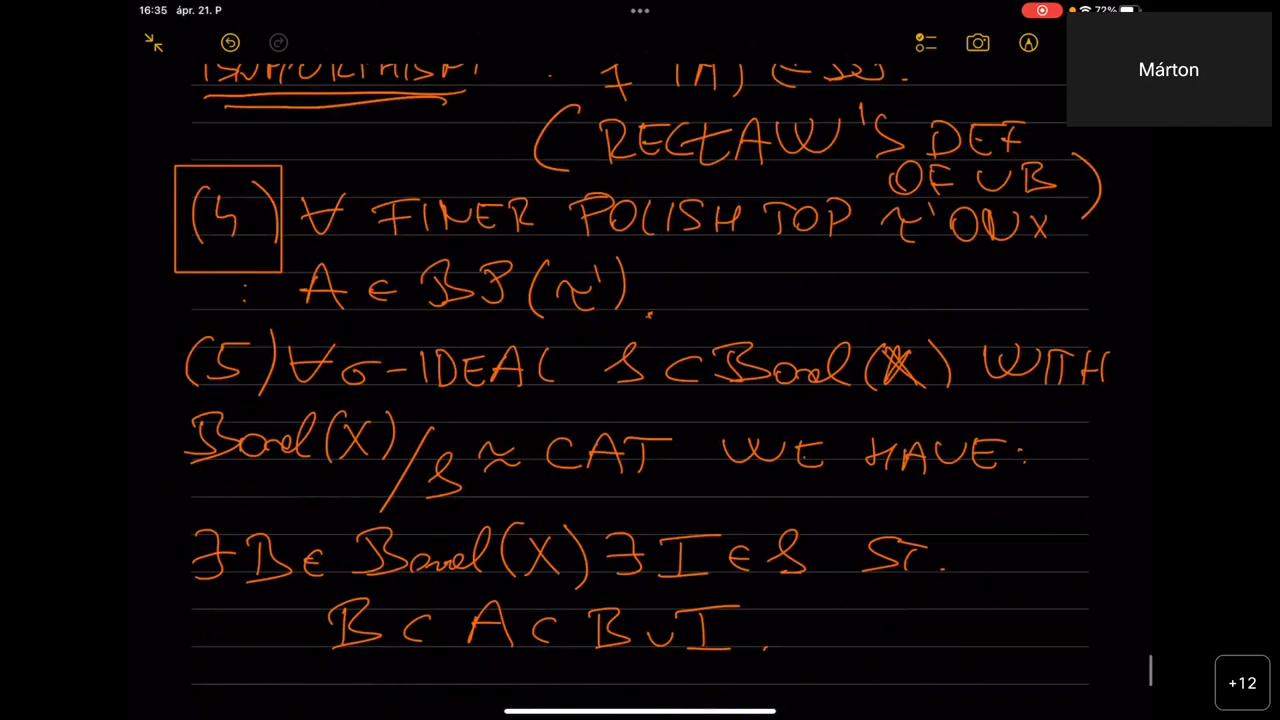 16:35 ápr. 21. P
72%
Márton
(RECŁAW'S DEF
OF UB)
(4) ∀ FINER POLISH TOP τ' ON X
: A ∈ BP(τ').
(5) ∀ σ-IDEAL I ⊂ Borel(X) WITH
Borel(X)/I ≈ CAT WE HAVE:
∃ B ∈ Borel(X) ∃ I ∈ I ST.
B ⊂ A ⊂ B ∪ I.
+12